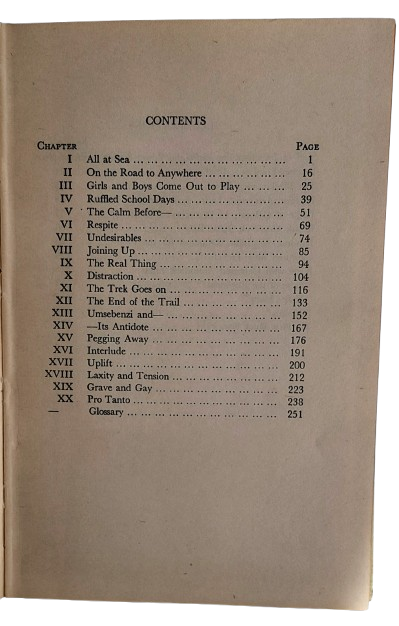 CONTENTS
CHAPTER PAGE
I All at Sea ... ... ... ... ... ... ... ... ... ... 1
II On the Road to Anywhere ... ... ... ... ... ... 16
III Girls and Boys Come Out to Play ... ... ... 25
IV Ruffled School Days ... ... ... ... ... ... ... ... 39
V The Calm Before— ... ... ... ... ... ... ... ... 51
VI Respite ... ... ... ... ... ... ... ... ... ... ... 69
VII Undesirables ... ... ... ... ... ... ... ... ... ... 74
VIII Joining Up ... ... ... ... ... ... ... ... ... ... 85
IX The Real Thing ... ... ... ... ... ... ... ... ... 94
X Distraction ... ... ... ... ... ... ... ... ... ... 104
XI The Trek Goes on ... ... ... ... ... ... ... ... 116
XII The End of the Trail ... ... ... ... ... ... ... 133
XIII Umsebenzi and— ... ... ... ... ... ... ... ... 152
XIV —Its Antidote ... ... ... ... ... ... ... ... ... 167
XV Pegging Away ... ... ... ... ... ... ... ... ... 176
XVI Interlude ... ... ... ... ... ... ... ... ... ... 191
XVII Uplift ... ... ... ... ... ... ... ... ... ... ... 200
XVIII Laxity and Tension ... ... ... ... ... ... ... 212
XIX Grave and Gay ... ... ... ... ... ... ... ... ... 223
XX Pro Tanto ... ... ... ... ... ... ... ... ... ... 238
— Glossary ... ... ... ... ... ... ... ... ... ... 251